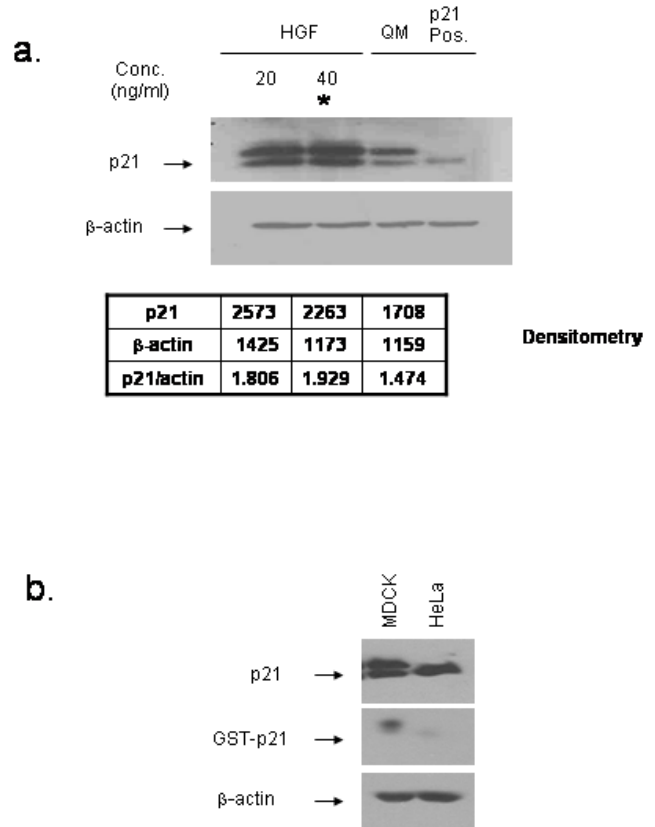 a.
HGF QM p21 Pos.
Conc. (ng/ml) 20 40
*
p21
β-actin
p21 2573 2263 1708
β-actin 1425 1173 1159
p21/actin 1.806 1.929 1.474
Densitometry
b.
MDCK HeLa
p21
GST-p21
β-actin